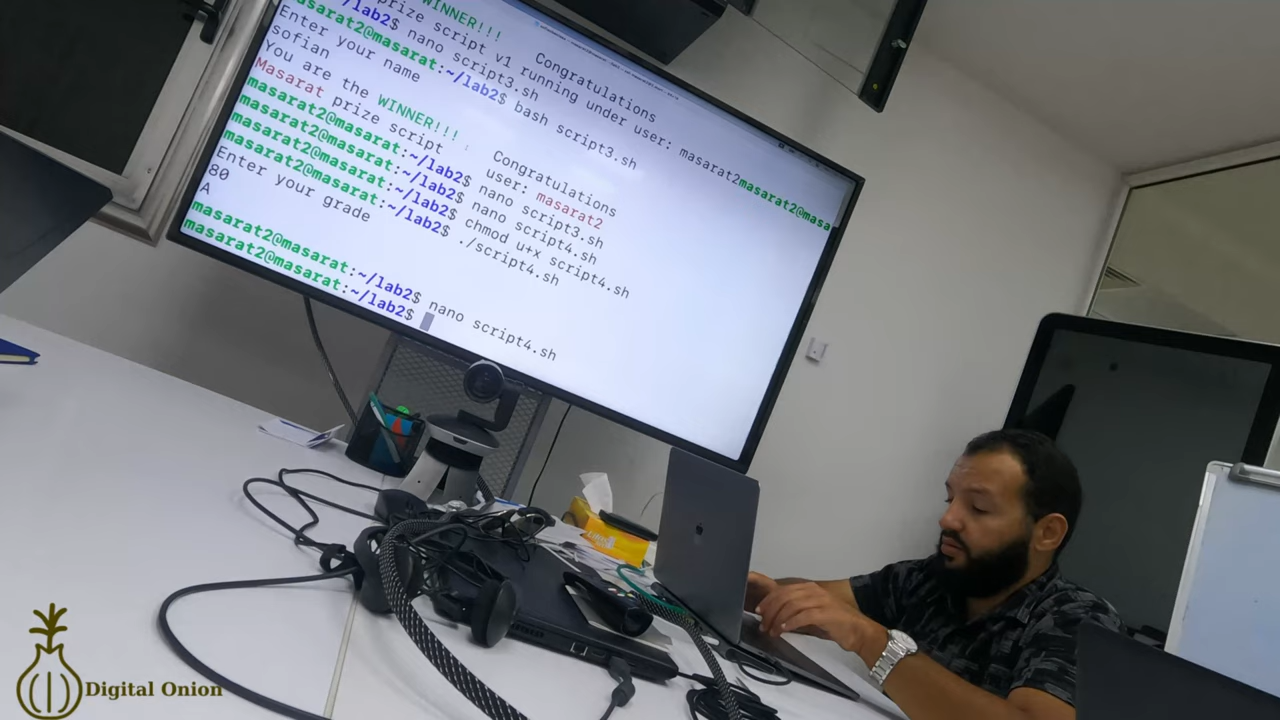 prize WINNER!!!
script v1 running under user: masarat2masarat2@masa
Congratulations
masarat2@masarat:~/lab2$ nano script3.sh
masarat2@masarat:~/lab2$ bash script3.sh
Enter your name
sofian
You are the WINNER!!! Congratulations
Masarat prize script user: masarat2
masarat2@masarat:~/lab2$ nano script3.sh
masarat2@masarat:~/lab2$ nano script4.sh
masarat2@masarat:~/lab2$ chmod u+x script4.sh
masarat2@masarat:~/lab2$ ./script4.sh
Enter your grade
80
A
masarat2@masarat:~/lab2$ nano script4.sh
masarat2@masarat:~/lab2$
Digital Onion